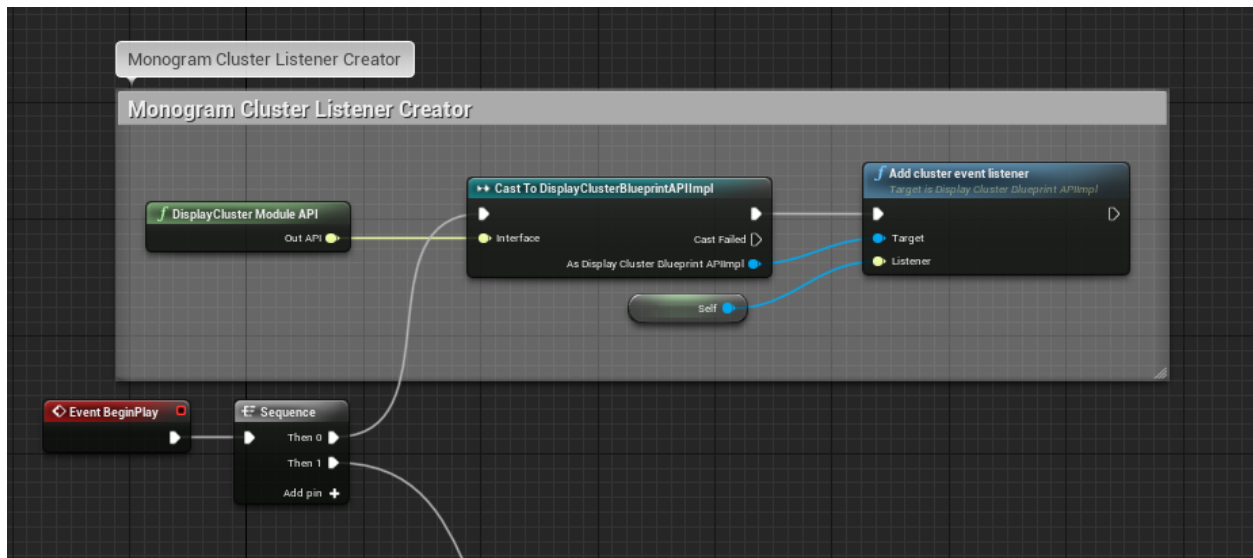 Monogram Cluster Listener Creator
Monogram Cluster Listener Creator
DisplayCluster Module API
Out API
Cast To DisplayClusterBlueprintAPIImpl
Interface
Cast Failed
As Display Cluster Blueprint APIImpl
Add cluster event listener
Target is Display Cluster Blueprint APIImpl
Target
Listener
Self
Event BeginPlay
Sequence
Then 0
Then 1
Add pin